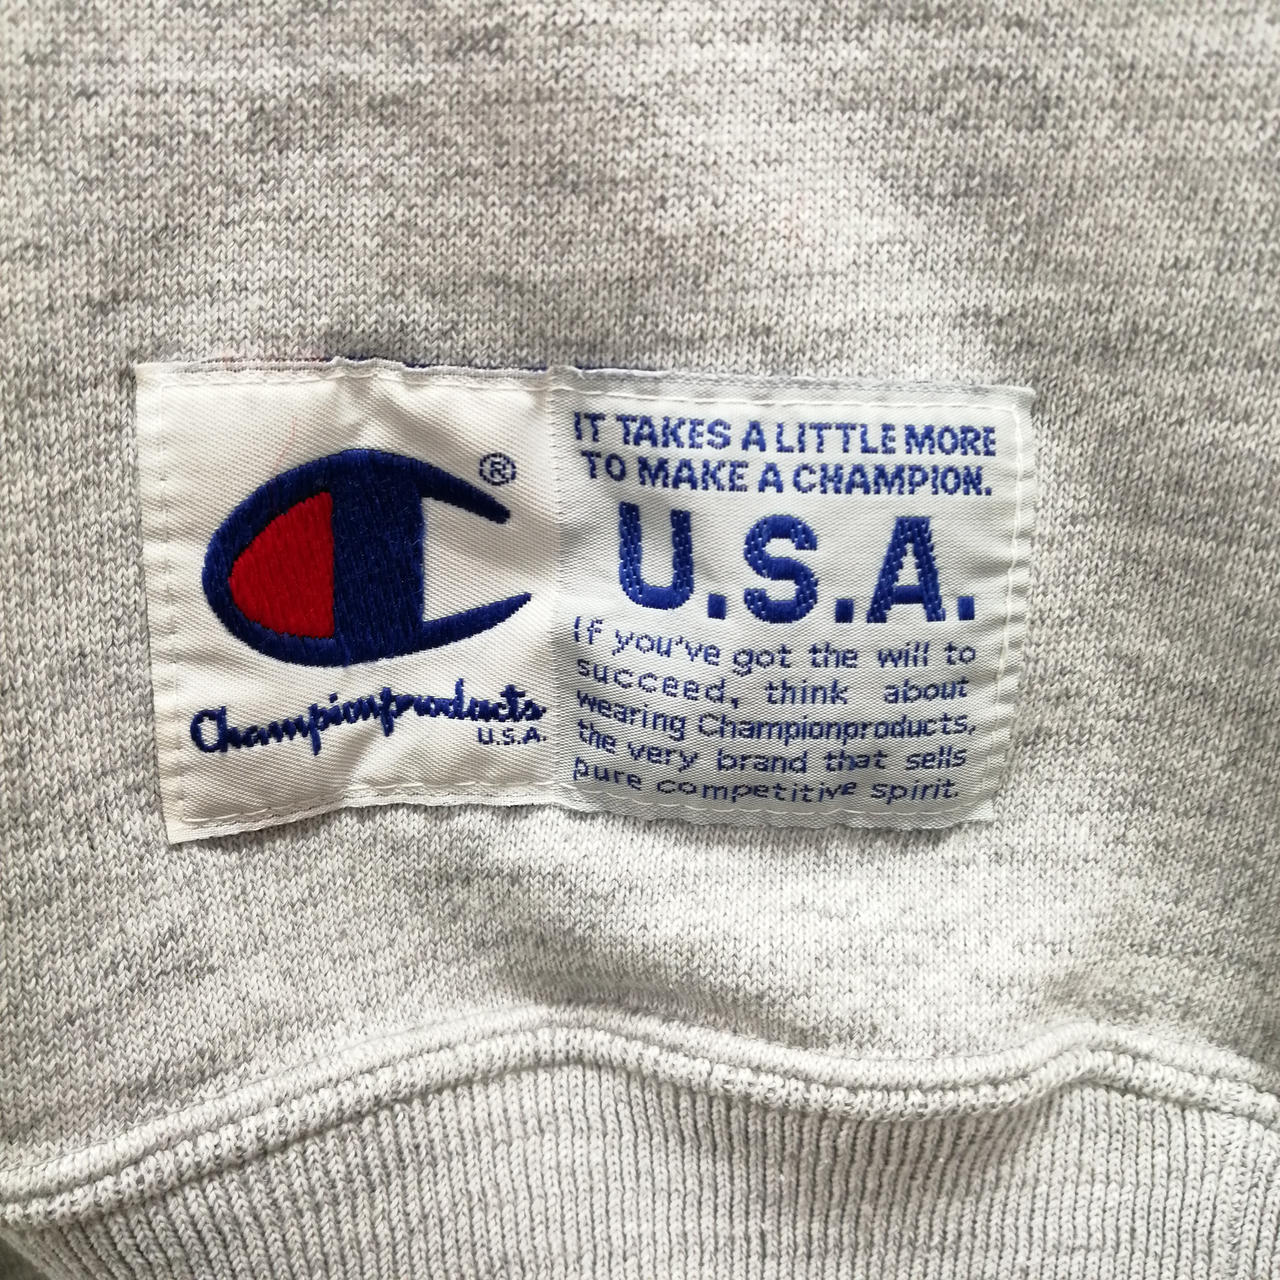 ®
Championproducts
U.S.A.
IT TAKES A LITTLE MORE
TO MAKE A CHAMPION.
U.S.A.
If you've got the will to
succeed, think about
wearing Championproducts,
the very brand that sells
pure competitive spirit.